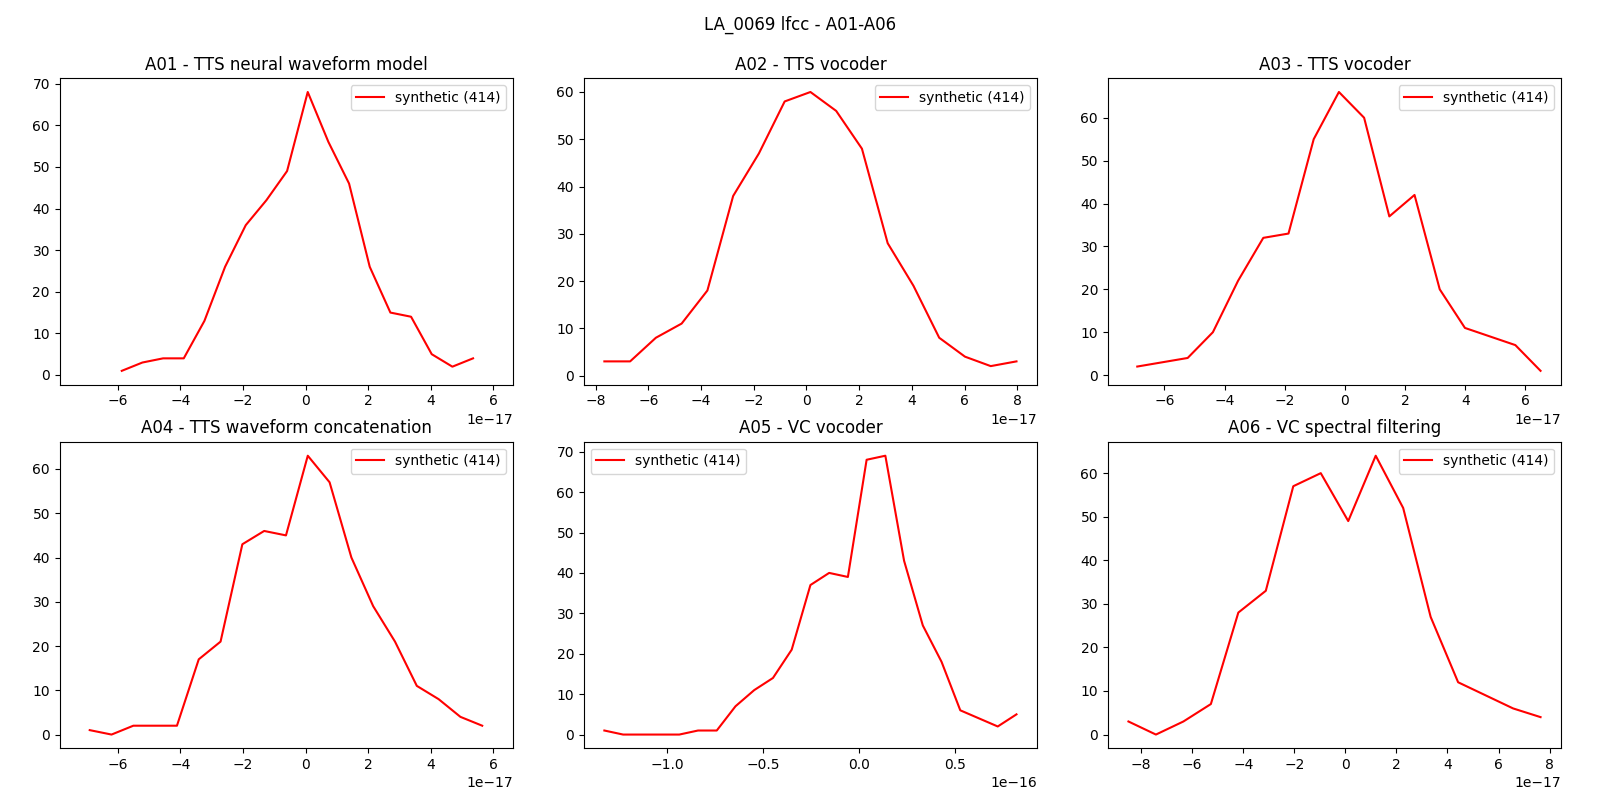 LA_0069 lfcc - A01-A06
A01 - TTS neural waveform model
synthetic (414)
70
60
50
40
30
20
10
0
−6 −4 −2 0 2 4 6
1e−17
A02 - TTS vocoder
synthetic (414)
60
50
40
30
20
10
0
−8 −6 −4 −2 0 2 4 6 8
1e−17
A03 - TTS vocoder
synthetic (414)
60
50
40
30
20
10
0
−6 −4 −2 0 2 4 6
1e−17
A04 - TTS waveform concatenation
synthetic (414)
60
50
40
30
20
10
0
−6 −4 −2 0 2 4 6
1e−17
A05 - VC vocoder
synthetic (414)
70
60
50
40
30
20
10
0
−1.0 −0.5 0.0 0.5
1e−16
A06 - VC spectral filtering
synthetic (414)
60
50
40
30
20
10
0
−8 −6 −4 −2 0 2 4 6 8
1e−17